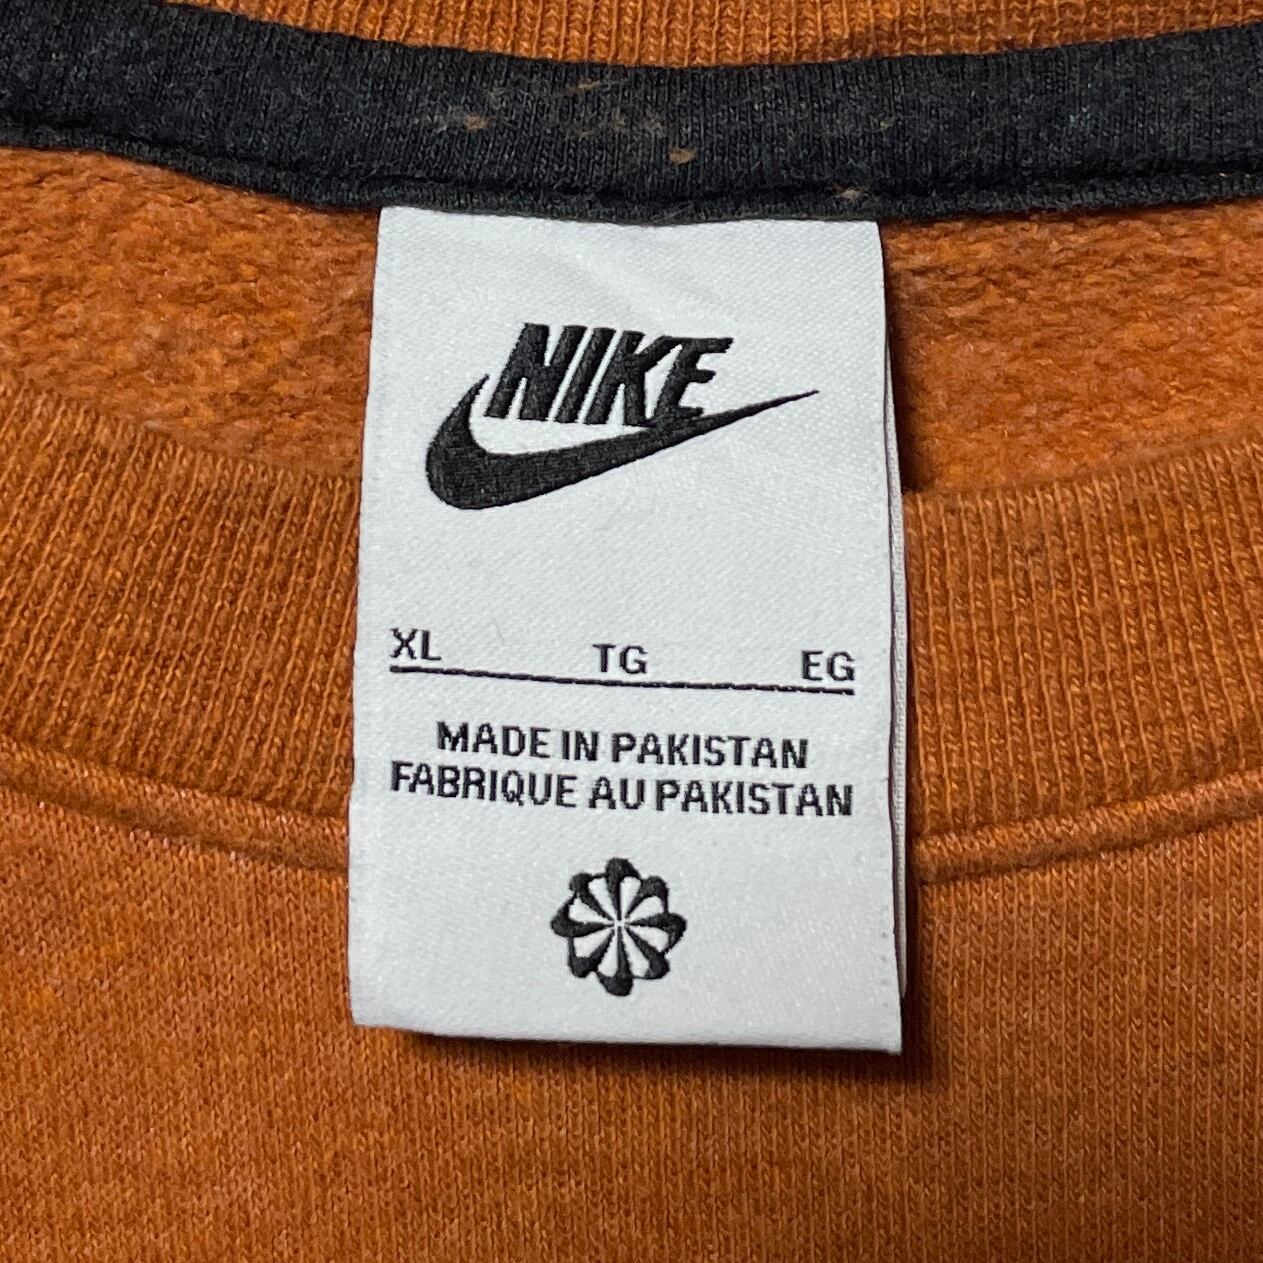 NIKE
XL TG EG
MADE IN PAKISTAN
FABRIQUE AU PAKISTAN